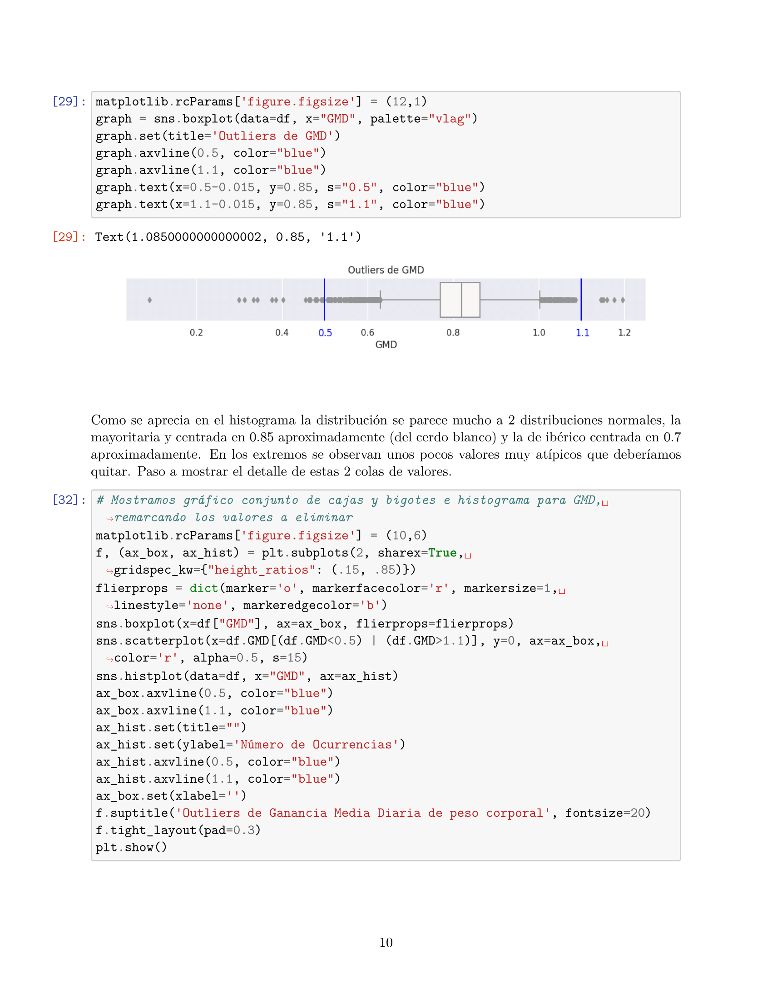 [29]: matplotlib.rcParams['figure.figsize'] = (12,1)
graph = sns.boxplot(data=df, x="GMD", palette="vlag")
graph.set(title='Outliers de GMD')
graph.axvline(0.5, color="blue")
graph.axvline(1.1, color="blue")
graph.text(x=0.5-0.015, y=0.85, s="0.5", color="blue")
graph.text(x=1.1-0.015, y=0.85, s="1.1", color="blue")
[29]: Text(1.0850000000000002, 0.85, '1.1')
Outliers de GMD
0.2 0.4 0.5 0.6 0.8 1.0 1.1 1.2
GMD
Como se aprecia en el histograma la distribución se parece mucho a 2 distribuciones normales, la
mayoritaria y centrada en 0.85 aproximadamente (del cerdo blanco) y la de ibérico centrada en 0.7
aproximadamente. En los extremos se observan unos pocos valores muy atípicos que deberíamos
quitar. Paso a mostrar el detalle de estas 2 colas de valores.
[32]: # Mostramos gráfico conjunto de cajas y bigotes e histograma para GMD,␣
↪remarcando los valores a eliminar
matplotlib.rcParams['figure.figsize'] = (10,6)
f, (ax_box, ax_hist) = plt.subplots(2, sharex=True,␣
↪gridspec_kw={"height_ratios": (.15, .85)})
flierprops = dict(marker='o', markerfacecolor='r', markersize=1,␣
↪linestyle='none', markeredgecolor='b')
sns.boxplot(x=df["GMD"], ax=ax_box, flierprops=flierprops)
sns.scatterplot(x=df.GMD[(df.GMD<0.5) | (df.GMD>1.1)], y=0, ax=ax_box,␣
↪color='r', alpha=0.5, s=15)
sns.histplot(data=df, x="GMD", ax=ax_hist)
ax_box.axvline(0.5, color="blue")
ax_box.axvline(1.1, color="blue")
ax_hist.set(title="")
ax_hist.set(ylabel='Número de Ocurrencias')
ax_hist.axvline(0.5, color="blue")
ax_hist.axvline(1.1, color="blue")
ax_box.set(xlabel='')
f.suptitle('Outliers de Ganancia Media Diaria de peso corporal', fontsize=20)
f.tight_layout(pad=0.3)
plt.show()
10